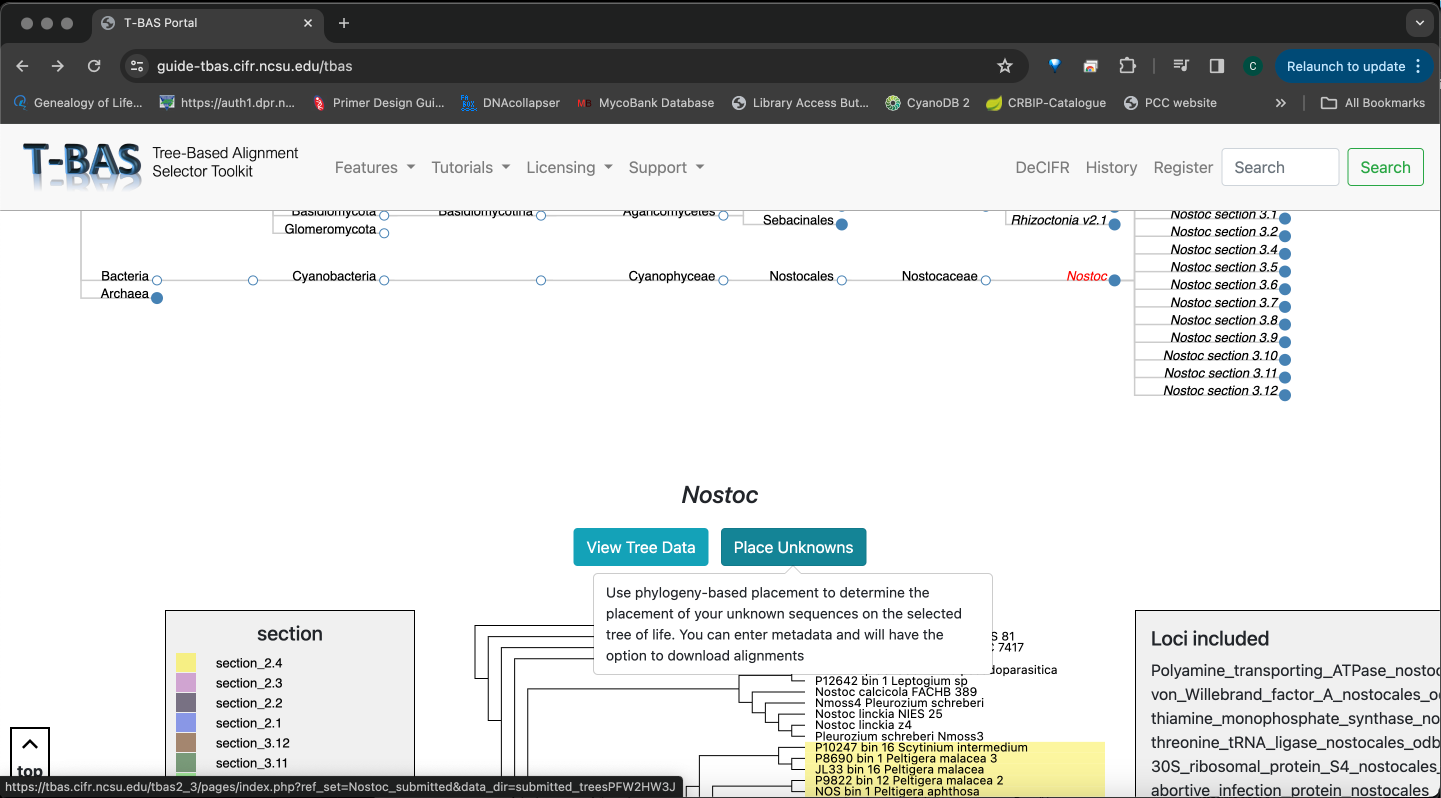 T-BAS Portal
guide-tbas.cifr.ncsu.edu/tbas
C
Relaunch to update
Genealogy of Life...
https://auth1.dpr.n...
Primer Design Gui...
DNAcollapser
MycoBank Database
Library Access But...
CyanoDB 2
CRBIP-Catalogue
PCC website
All Bookmarks
T-BAS
Tree-Based Alignment
Selector Toolkit
Features
Tutorials
Licensing
Support
DeCIFR
History
Register
Search
Search
Basidiomycota
Basidiomycotina
Agaricomycetes
Glomeromycota
Sebacinales
Rhizoctonia v2.1
Nostoc section 3.1
Nostoc section 3.2
Nostoc section 3.4
Nostoc section 3.5
Nostoc section 3.6
Nostoc section 3.7
Nostoc section 3.8
Nostoc section 3.9
Nostoc section 3.10
Nostoc section 3.11
Nostoc section 3.12
Bacteria
Cyanobacteria
Cyanophyceae
Nostocales
Nostocaceae
Nostoc
Archaea
Nostoc
View Tree Data
Place Unknowns
Use phylogeny-based placement to determine the
placement of your unknown sequences on the selected
tree of life. You can enter metadata and will have the
option to download alignments
section
section_2.4
section_2.3
section_2.2
section_2.1
section_3.12
section_3.11
S 81
7417
doparasitica
P12642 bin 1 Leptogium sp
Nostoc calcicola FACHB 389
Nmoss4 Pleurozium schreberi
Nostoc linckia NIES 25
Nostoc linckia z4
Pleurozium schreberi Nmoss3
P10247 bin 16 Scytinium intermedium
P8690 bin 1 Peltigera malacea 3
JL33 bin 16 Peltigera malacea
P9822 bin 12 Peltigera malacea 2
NOS bin 1 Peltigera aphthosa
Loci included
Polyamine_transporting_ATPase_nostoc
von_Willebrand_factor_A_nostocales_o
thiamine_monophosphate_synthase_no
threonine_tRNA_ligase_nostocales_odb
30S_ribosomal_protein_S4_nostocales_
abortive_infection_protein_nostocales_
top
https://tbas.cifr.ncsu.edu/tbas2_3/pages/index.php?ref_set=Nostoc_submitted&data_dir=submitted_treesPFW2HW3J